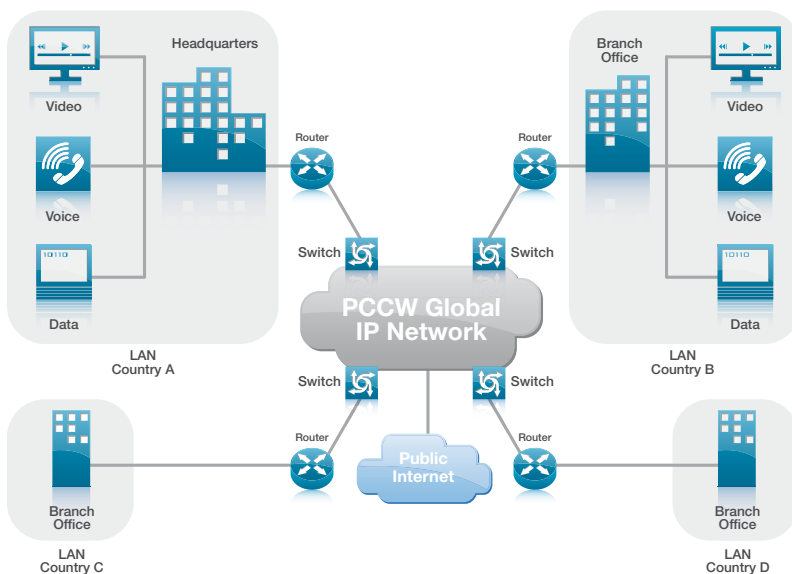 Headquarters
Video
Voice
10110
Data
LAN
Country A
Router
Switch
Branch
Office
Video
Voice
10110
Data
LAN
Country B
Router
Switch
PCCW Global
IP Network
Switch
Switch
Router
Public
Internet
Router
Branch
Office
LAN
Country C
Branch
Office
LAN
Country D